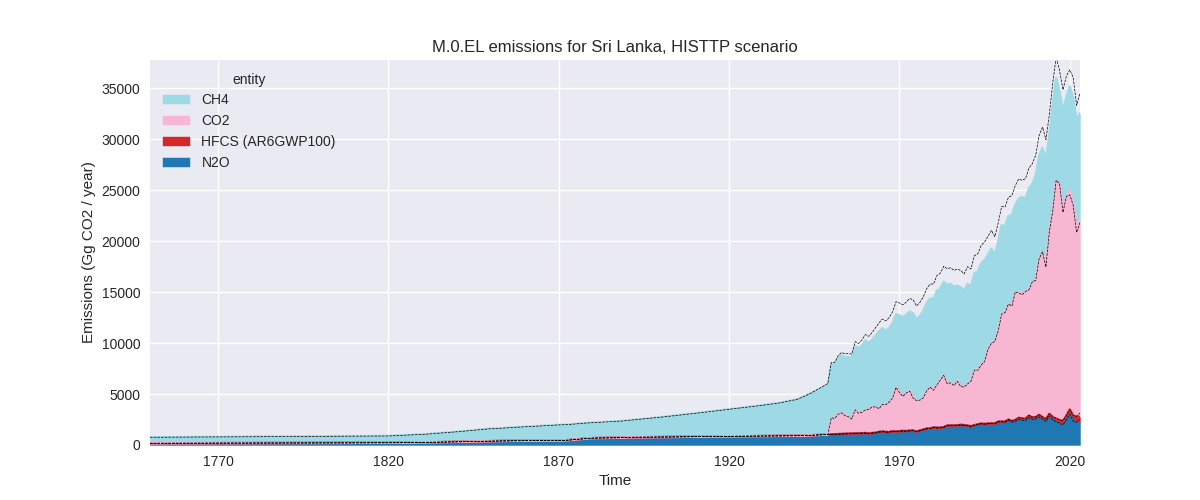 M.0.EL emissions for Sri Lanka, HISTTP scenario
entity
CH4
CO2
HFCS (AR6GWP100)
N2O
Emissions (Gg CO2 / year)
35000
30000
25000
20000
15000
10000
5000
0
1770
1820
1870
1920
1970
2020
Time